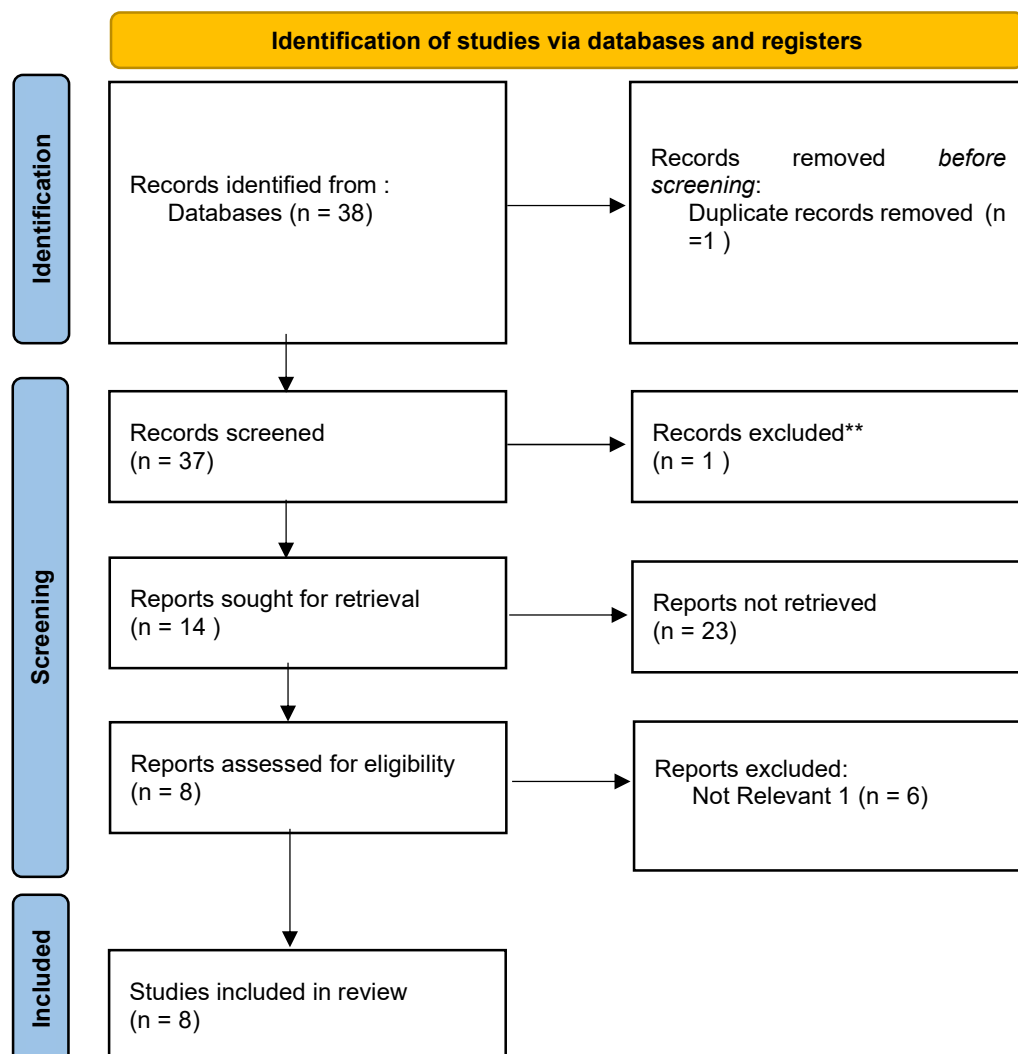 Identification of studies via databases and registers
Identification
Records identified from :
Databases (n = 38)
Records removed before
screening:
Duplicate records removed (n
=1 )
Screening
Records screened
(n = 37)
Records excluded**
(n = 1 )
Reports sought for retrieval
(n = 14 )
Reports not retrieved
(n = 23)
Reports assessed for eligibility
(n = 8)
Reports excluded:
Not Relevant 1 (n = 6)
Included
Studies included in review
(n = 8)